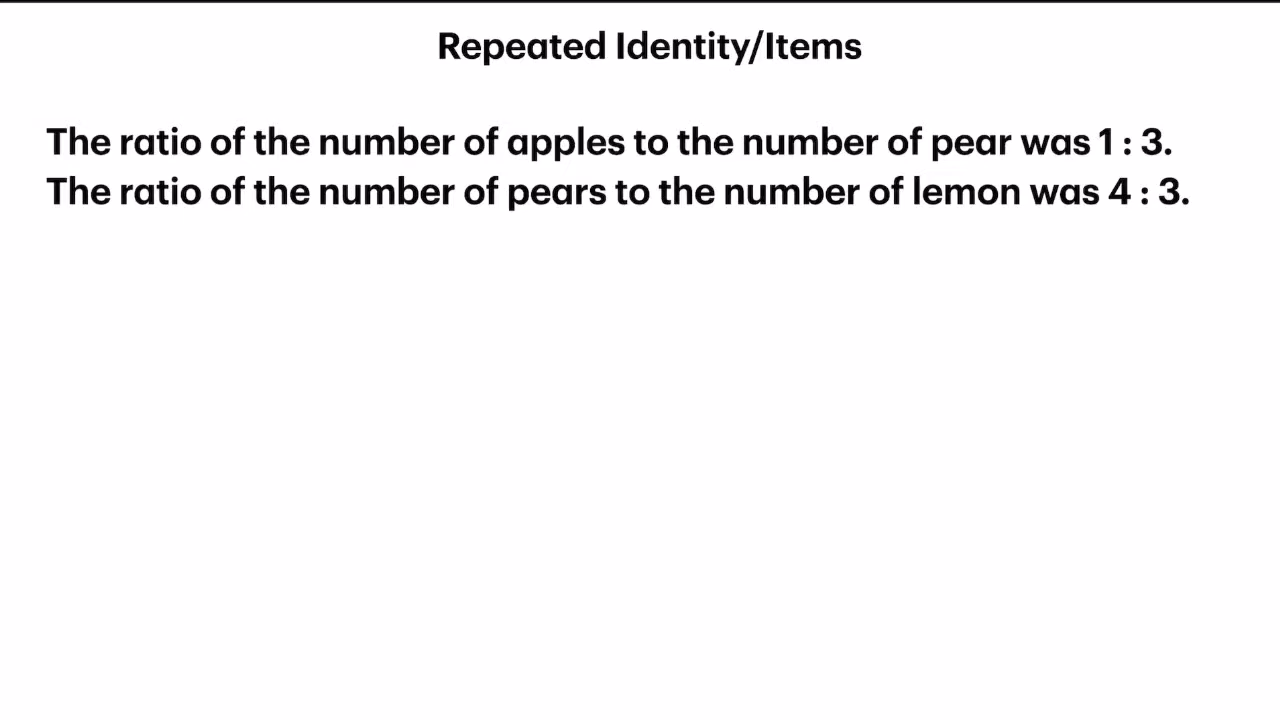 Repeated Identity/Items
The ratio of the number of apples to the number of pear was 1 : 3.
The ratio of the number of pears to the number of lemon was 4 : 3.